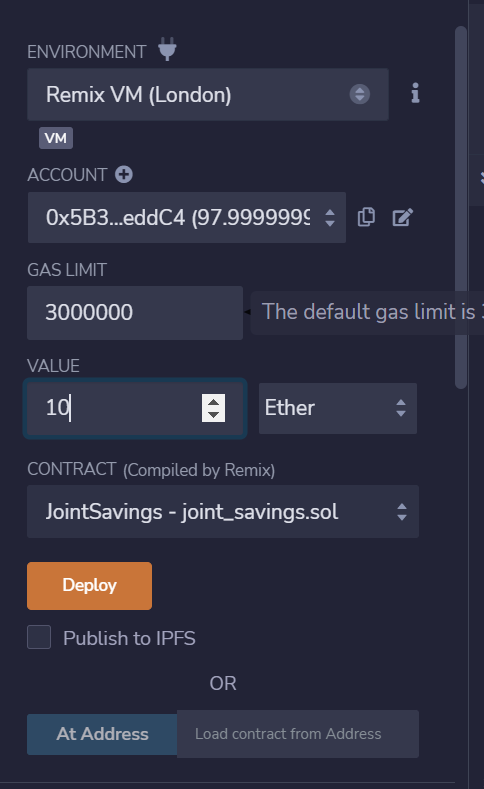 ENVIRONMENT
Remix VM (London)
VM
ACCOUNT
0x5B3...eddC4 (97.9999999
GAS LIMIT
3000000
The default gas limit is
VALUE
10
Ether
CONTRACT (Compiled by Remix)
JointSavings - joint_savings.sol
Deploy
Publish to IPFS
OR
At Address
Load contract from Address